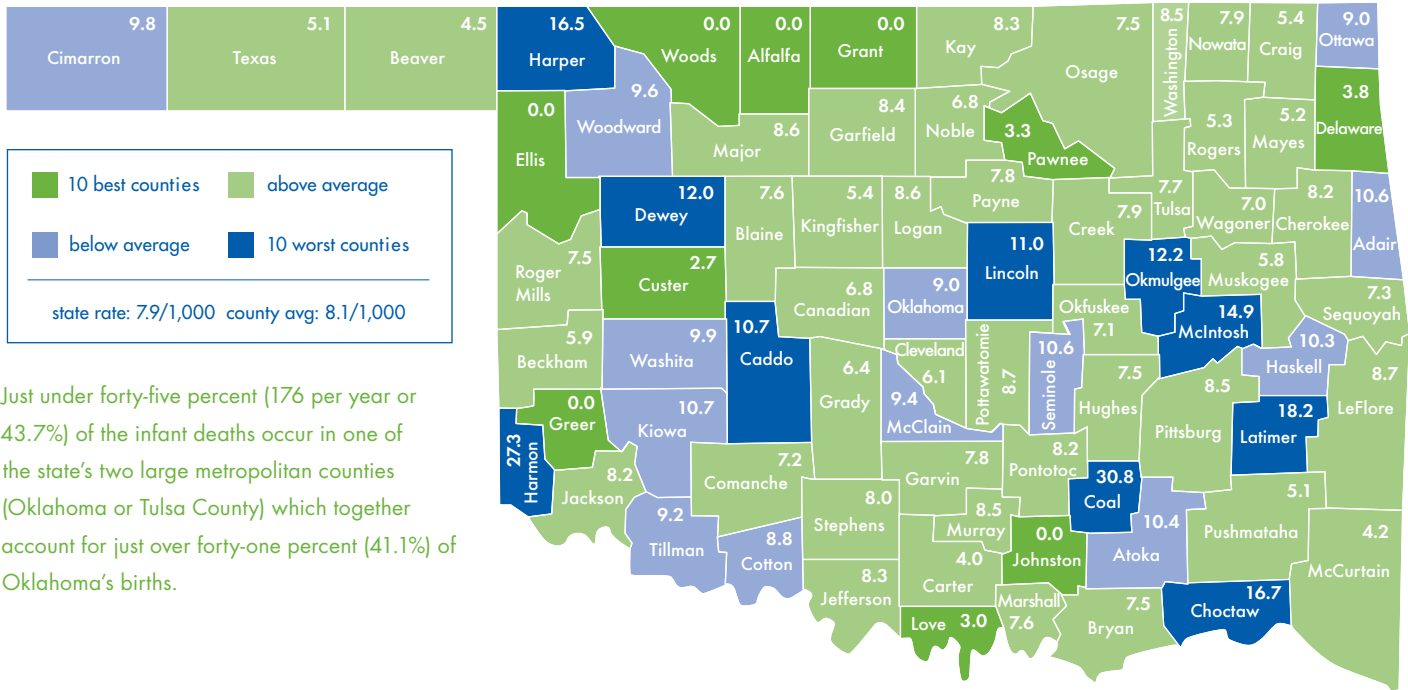 9.8
Cimarron
5.1
Texas
4.5
Beaver
16.5
Harper
0.0
Woods
0.0
Alfalfa
0.0
Grant
8.3
Kay
7.5
Osage
8.5
Washington
7.9
Nowata
5.4
Craig
9.0
Ottawa
0.0
Ellis
9.6
Woodward
8.6
Major
8.4
Garfield
6.8
Noble
3.3
Pawnee
5.3
Rogers
5.2
Mayes
3.8
Delaware
10 best counties
above average
below average
10 worst counties
state rate: 7.9/1,000 county avg: 8.1/1,000
12.0
Dewey
7.6
Blaine
5.4
Kingfisher
8.6
Logan
7.8
Payne
7.9
Creek
7.7
Tulsa
7.0
Wagoner
8.2
Cherokee
10.6
Adair
7.5
Roger
Mills
2.7
Custer
6.8
Canadian
9.0
Oklahoma
11.0
Lincoln
12.2
Okmulgee
5.8
Muskogee
7.3
Sequoyah
Okfuskee
7.1
14.9
McIntosh
5.9
Beckham
9.9
Washita
10.7
Caddo
6.4
Grady
Cleveland
6.1
Pottawatomie
8.7
10.6
Seminole
7.5
Hughes
8.5
Pittsburg
10.3
Haskell
8.7
LeFlore
Just under forty-five percent (176 per year or
43.7%) of the infant deaths occur in one of
the state's two large metropolitan counties
(Oklahoma or Tulsa County) which together
account for just over forty-one percent (41.1%) of
Oklahoma's births.
27.3
Harmon
0.0
Greer
10.7
Kiowa
9.4
McClain
18.2
Latimer
8.2
Jackson
7.2
Comanche
7.8
Garvin
8.2
Pontotoc
30.8
Coal
5.1
Pushmataha
9.2
Tillman
8.8
Cotton
8.0
Stephens
8.5
Murray
0.0
Johnston
10.4
Atoka
4.2
McCurtain
8.3
Jefferson
4.0
Carter
Marshall
7.6
7.5
Bryan
16.7
Choctaw
Love 3.0